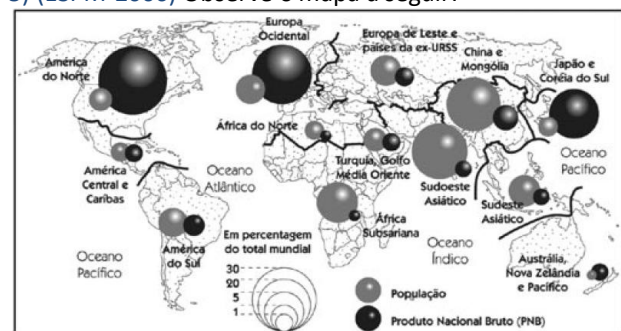 (ESPM-2006) Observe o mapa a seguir:
Europa
Ocidental
América
do Norte
Europa de Leste e
países da ex-URSS
China e
Mongólia
Japão e
Coréia do Sul
África do Norte
Oceano
Atlântico
Turquia, Golfo
Média Oriente
Oceano
Pacífico
América
Central e
Caribas
Sudoeste
Asiático
Sudeste
Asiático
África
Subsariana
Em percentagem
do total mundial
Oceano
Índico
América
do Sul
Oceano
Pacífico
Austrália,
Nova Zelândia
e Pacífico
30
20
5
1
População
Produto Nacional Bruto (PNB)